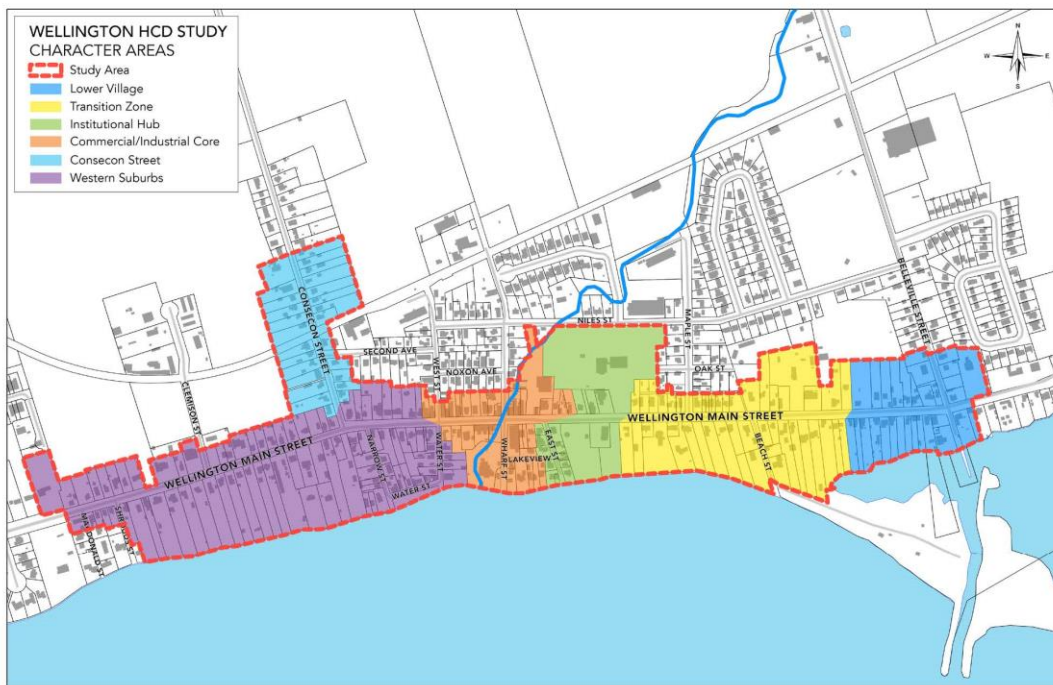 WELLINGTON HCD STUDY
CHARACTER AREAS
Study Area
Lower Village
Transition Zone
Institutional Hub
Commercial/Industrial Core
Consecon Street
Western Suburbs
N
W E
S
BELLEVILLE STREET
CONSECON STREET
NILES ST
MAPLE ST
SECOND AVE
WEST ST
NOXON AVE
OAK ST
CLEMISON ST
WELLINGTON MAIN STREET
WELLINGTON MAIN STREET
NARROW ST
WATER ST
WHARF ST
EAST ST
LAKEVIEW
BEACH ST
WATER ST
MACDONALD ST